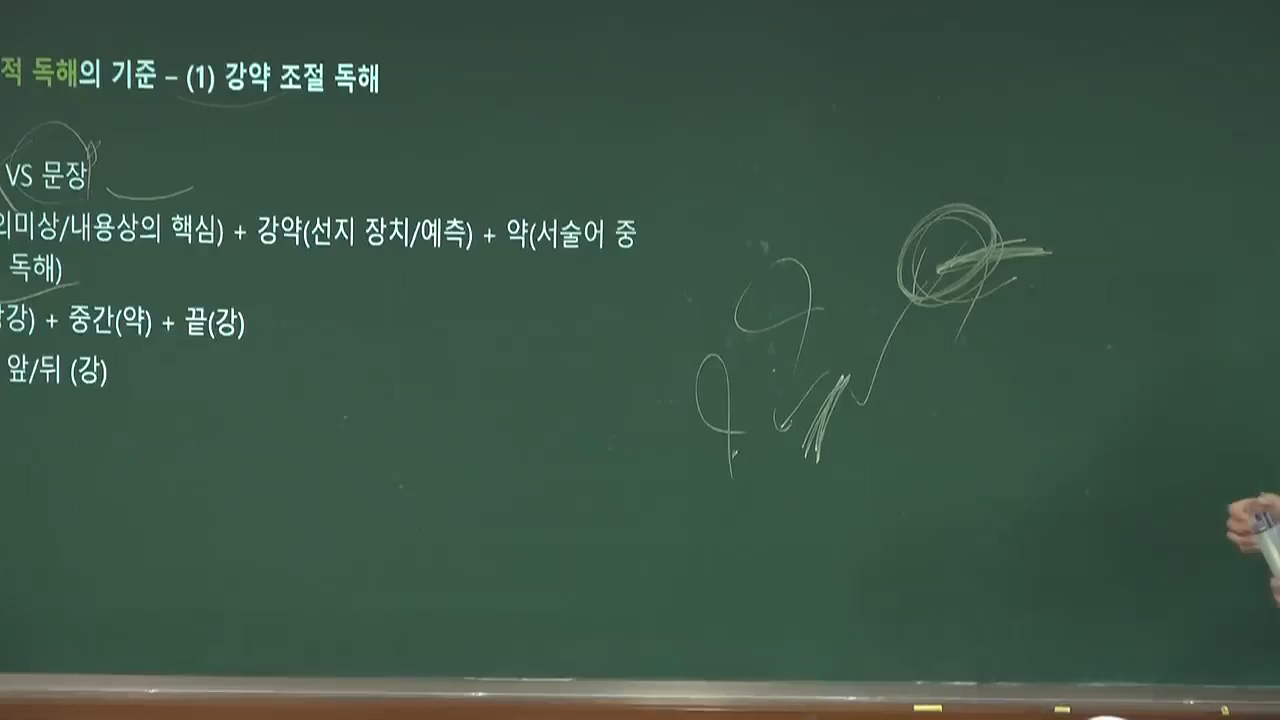 적 독해의 기준 – (1) 강약 조절 독해
VS 문장
의미상/내용상의 핵심) + 강약(선지 장치/예측) + 약(서술어 중
독해)
강) + 중간(약) + 끝(강)
앞/뒤 (강)